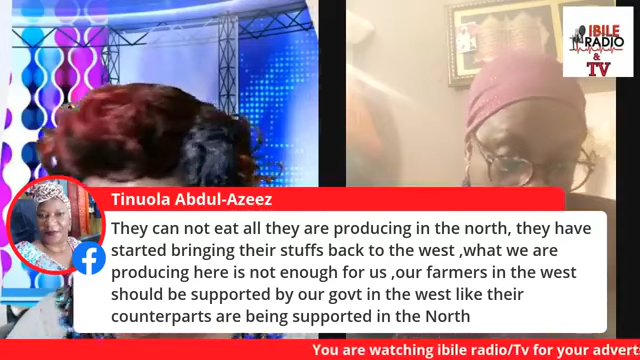 IBILE
RADIO
&
TV
Tinuola Abdul-Azeez
They can not eat all they are producing in the north, they have
started bringing their stuffs back to the west ,what we are
producing here is not enough for us ,our farmers in the west
should be supported by our govt in the west like their
counterparts are being supported in the North
You are watching ibile radio/Tv for your advert